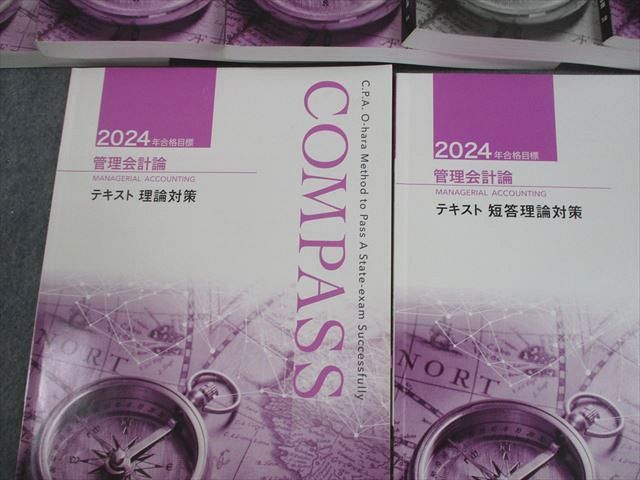 2024年合格目標
管理会計論
MANAGERIAL ACCOUNTING
テキスト 理論対策
COMPASS
C.P.A. O-hara Method to Pass A State-exam Successfully
NORT
2024年合格目標
管理会計論
MANAGERIAL ACCOUNTING
テキスト 短答理論対策
NORT